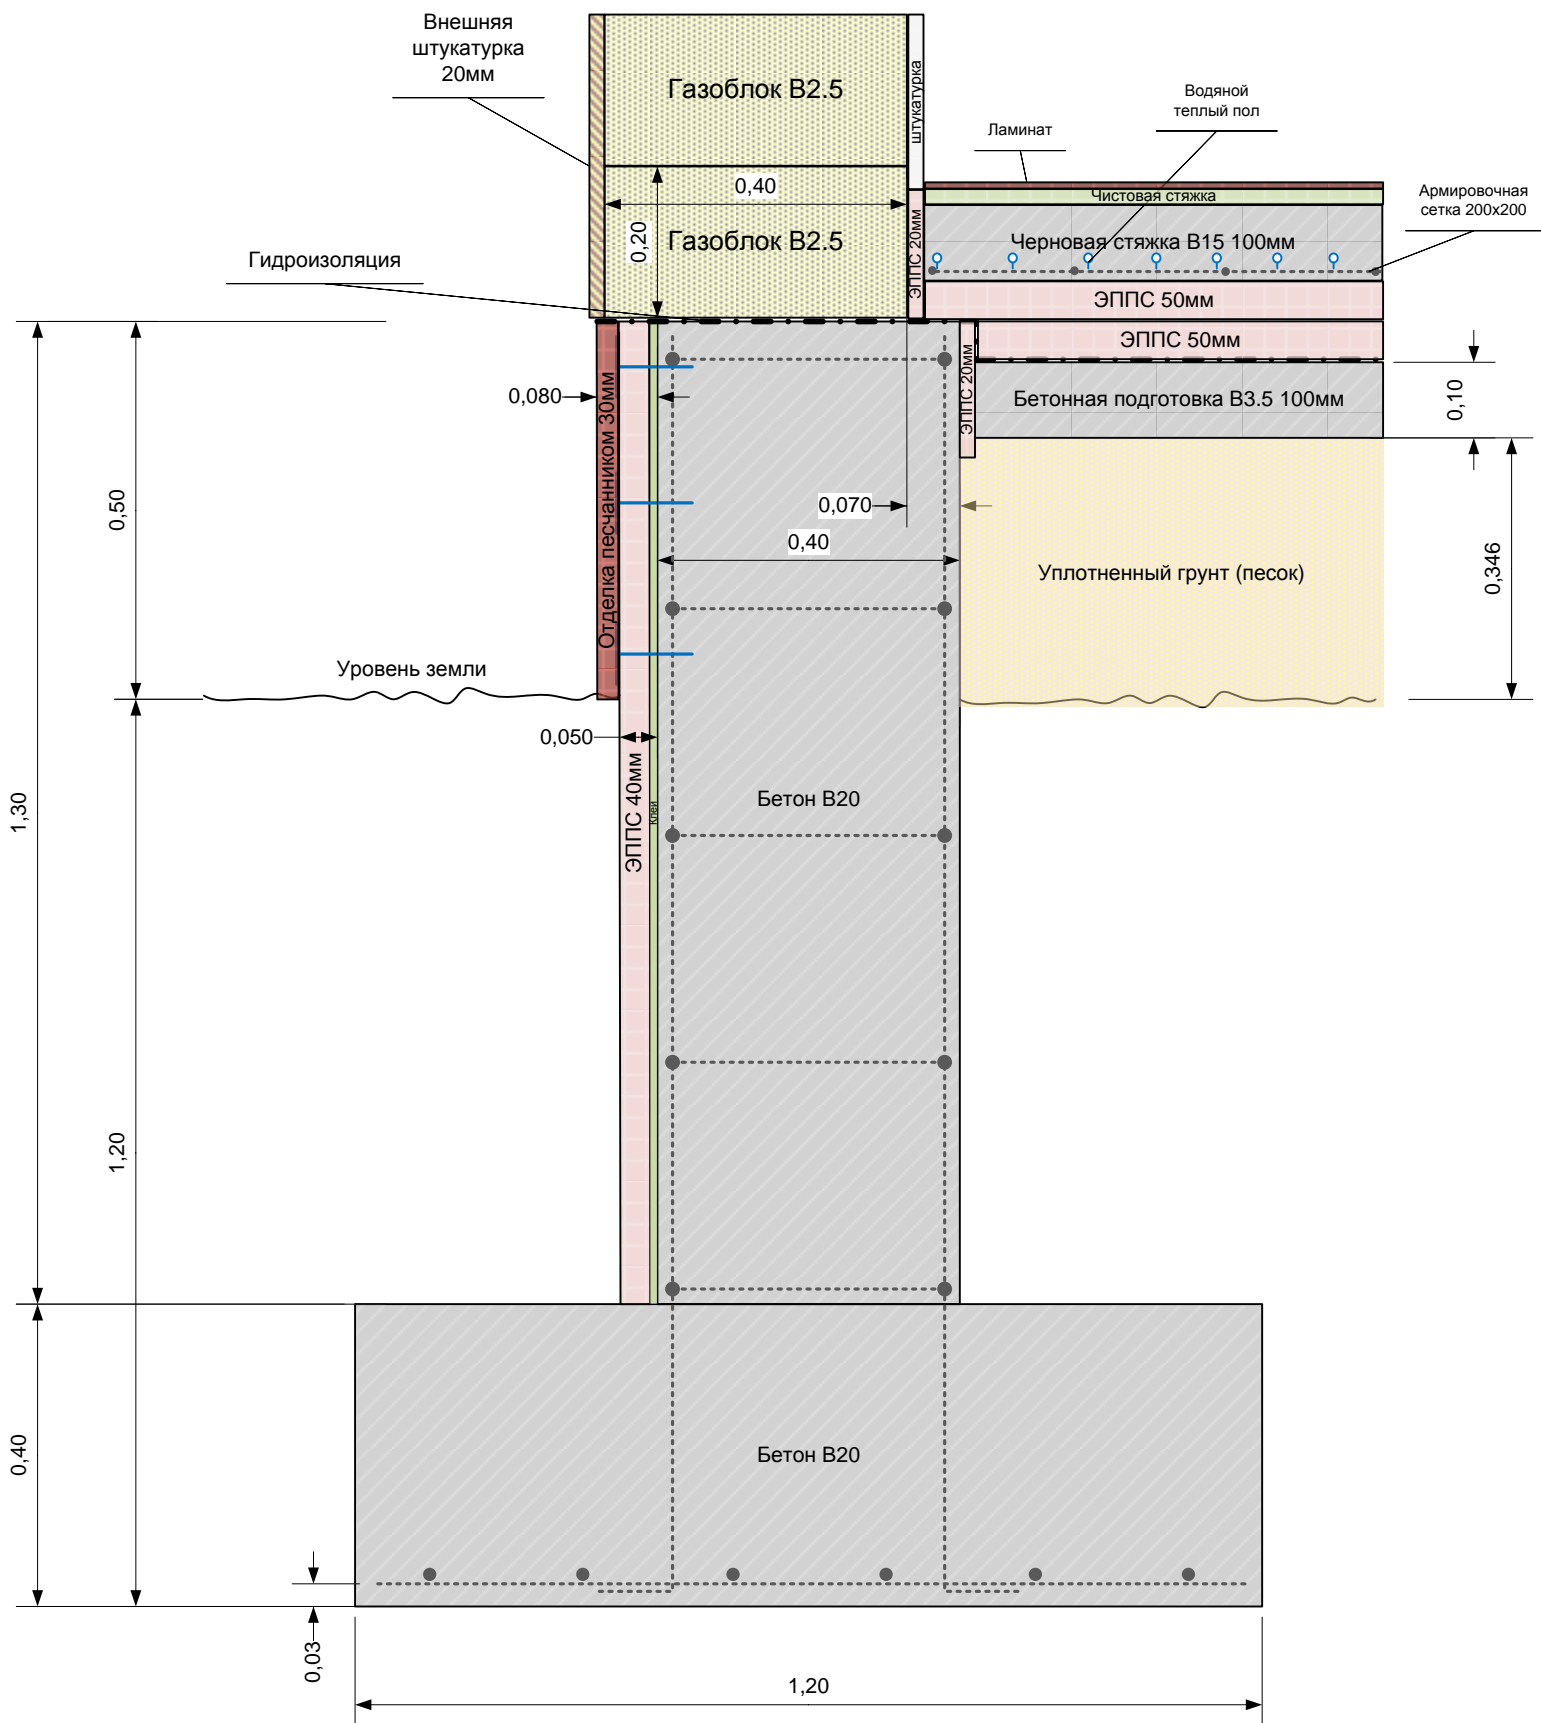 Внешняя
штукатурка
20мм
Газоблок В2.5
штукатурка
Водяной
теплый пол
Ламинат
Армировочная
сетка 200х200
0,40
Чистовая стяжка
0,20
Газоблок В2.5
ЭППС 20мм
Черновая стяжка В15 100мм
Гидроизоляция
ЭППС 50мм
ЭППС 50мм
ЭППС 20мм
0,080
Отделка песчанником 30мм
Бетонная подготовка В3.5 100мм
0,10
0,50
0,070
0,40
Уплотненный грунт (песок)
0,346
Уровень земли
0,050
ЭППС 40мм
Клей
Бетон В20
1,30
1,20
0,40
Бетон В20
0,03
1,20